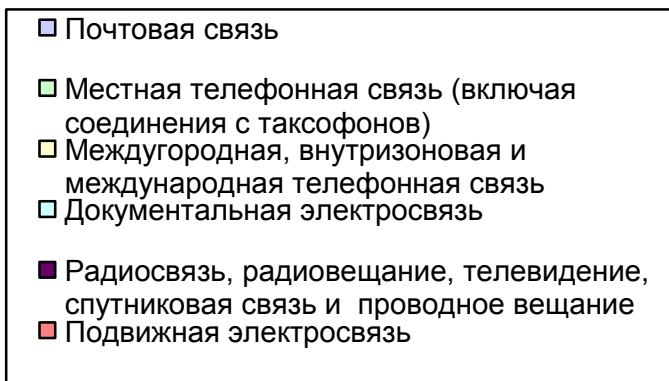 Почтовая связь
Местная телефонная связь (включая
соединения с таксофонов)
Междугородная, внутризоновая и
международная телефонная связь
Документальная электросвязь
Радиосвязь, радиовещание, телевидение,
спутниковая связь и  проводное вещание
Подвижная электросвязь